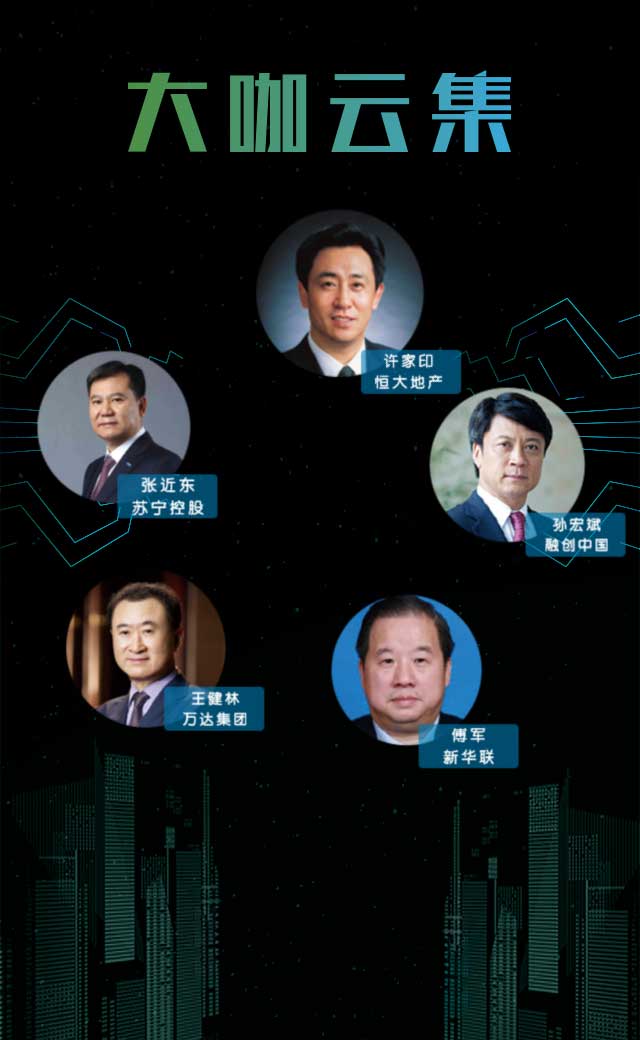 大咖云集
许家印
恒大地产
张近东
苏宁控股
孙宏斌
融创中国
王健林
万达集团
傅军
新华联